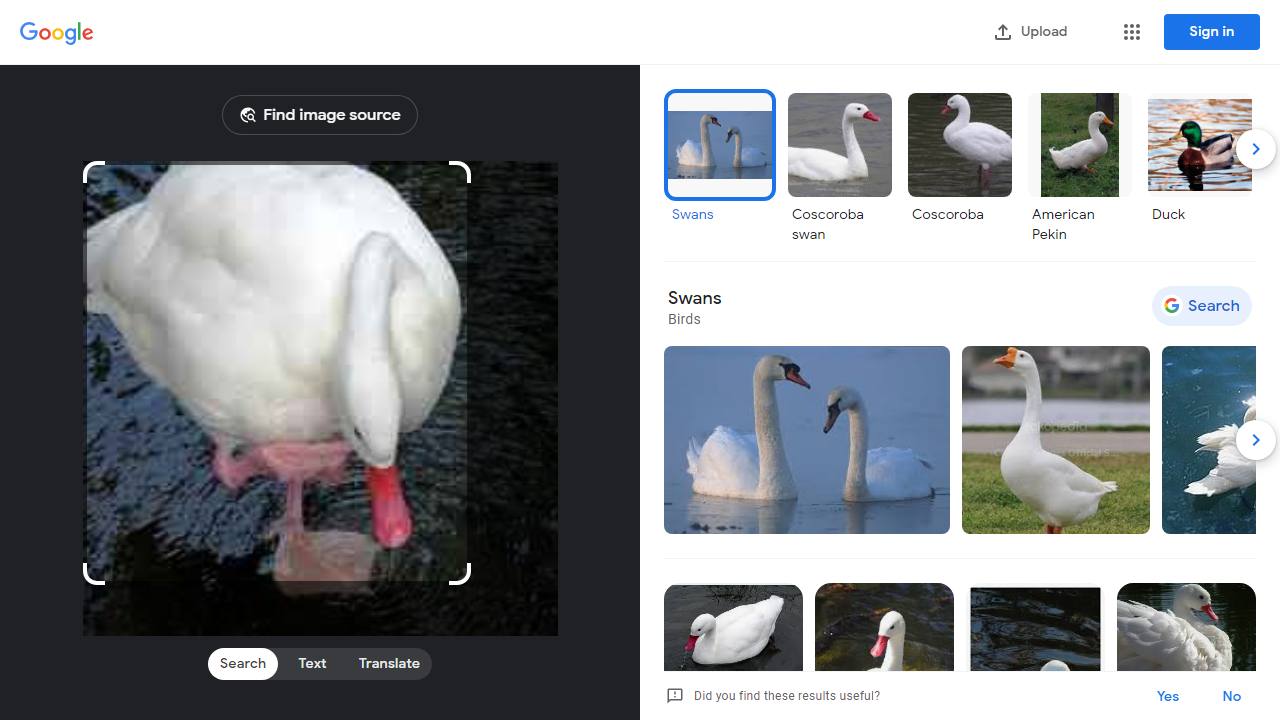 Google
Upload
Sign in
Find image source
Search
Text
Translate
Swans
Coscoroba
swan
Coscoroba
American
Pekin
Duck
Swans
Birds
Search
Did you find these results useful?
Yes
No